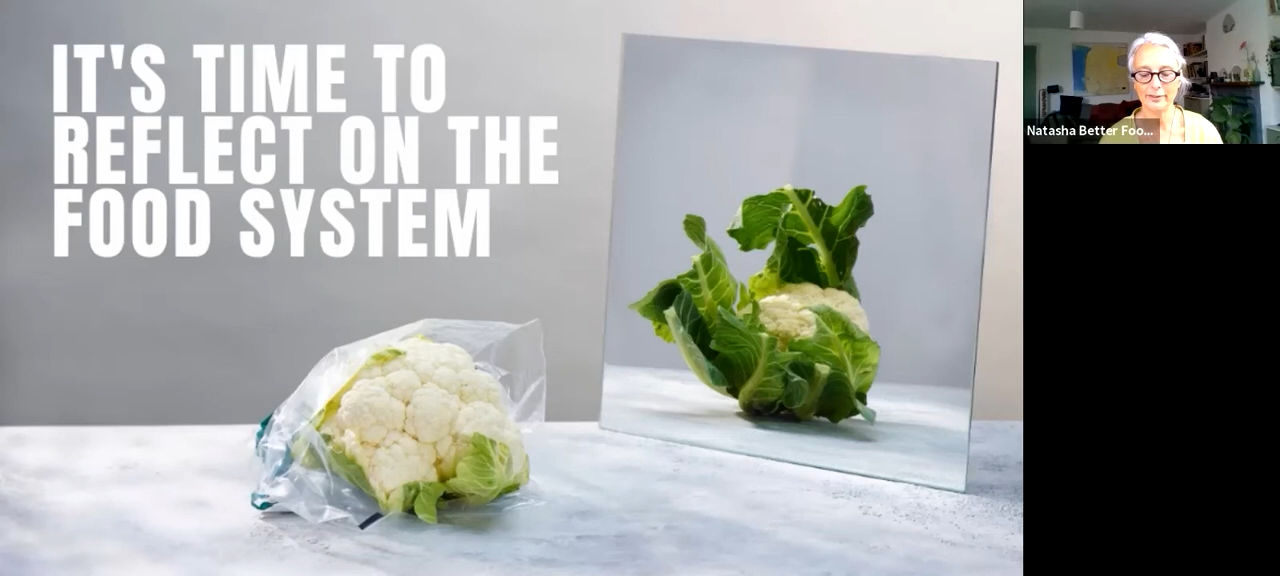 IT'S TIME TO
REFLECT ON THE
FOOD SYSTEM
Natasha Better Foo...